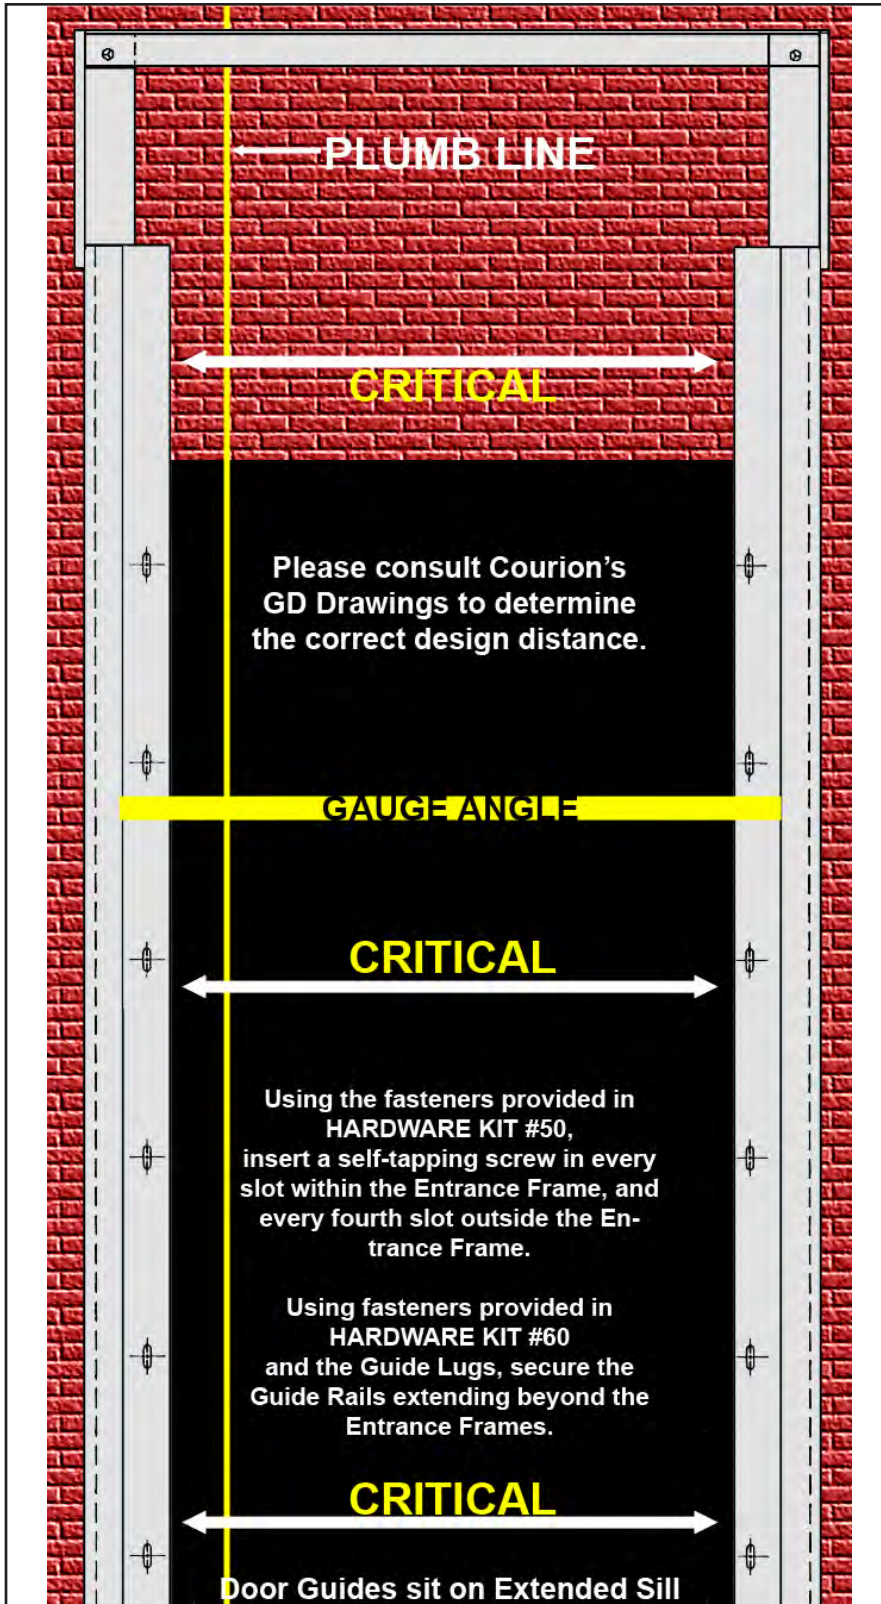 PLUMB LINE
CRITICAL
Please consult Courion's
GD Drawings to determine
the correct design distance.
GAUGE ANGLE
CRITICAL
Using the fasteners provided in
HARDWARE KIT #50,
insert a self-tapping screw in every
slot within the Entrance Frame, and
every fourth slot outside the En-
trance Frame.
Using fasteners provided in
HARDWARE KIT #60
and the Guide Lugs, secure the
Guide Rails extending beyond the
Entrance Frames.
CRITICAL
Door Guides sit on Extended Sill